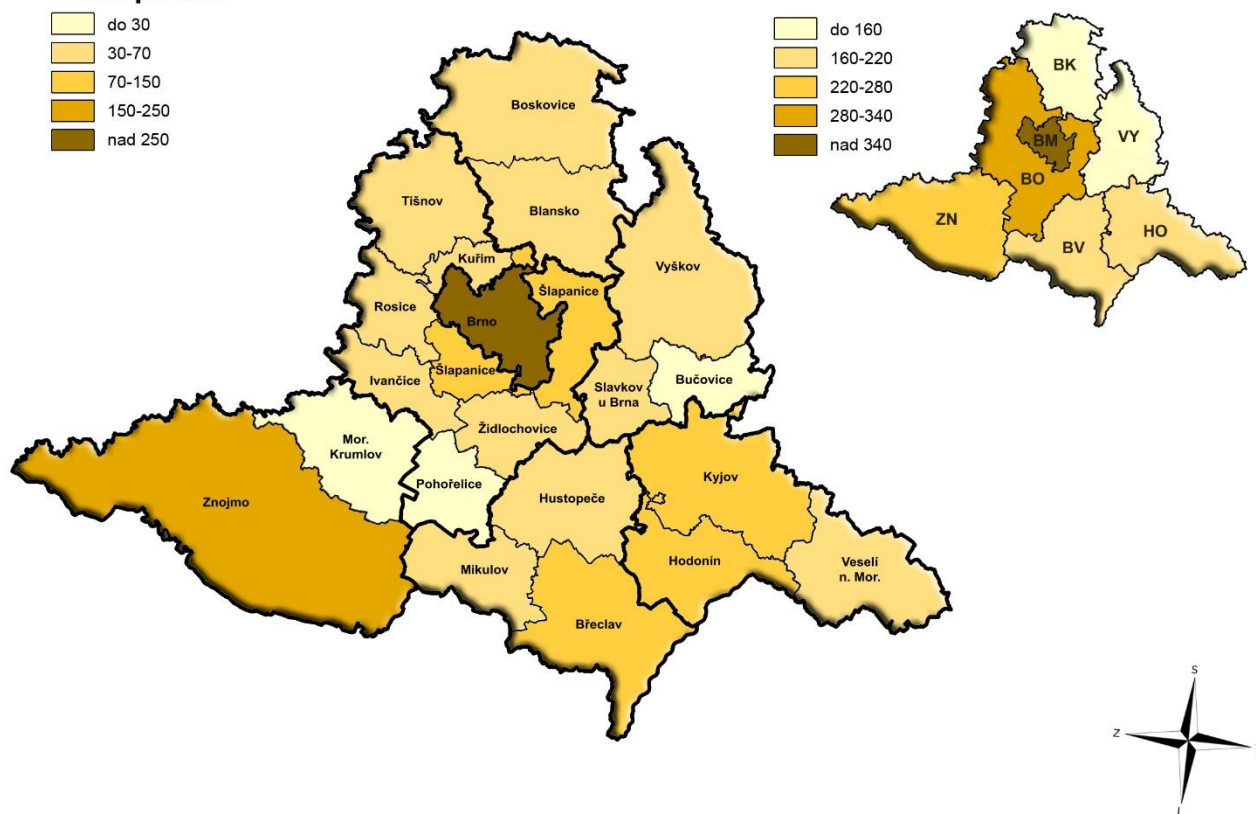 do 30
30-70
70-150
150-250
nad 250
do 160
160-220
220-280
280-340
nad 340
BK
VY
BM
BO
ZN
BV
HO
Boskovice
Tišnov
Blansko
Kuřim
Vyškov
Šlapanice
Rosice
Brno
Ivančice
Šlapanice
Slavkov
u Brna
Bučovice
Židlochovice
Mor.
Krumlov
Pohořelice
Znojmo
Hustopeče
Kyjov
Mikulov
Hodonín
Veselí
n. Mor.
Břeclav
S
Z
J